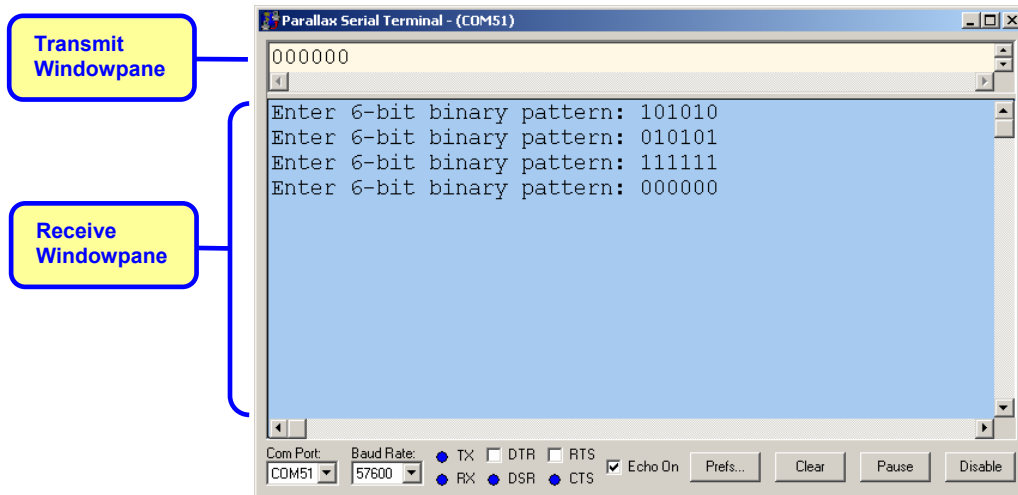 Parallax Serial Terminal - (COM51)
Transmit
Windowpane
000000
Enter 6-bit binary pattern: 101010
Enter 6-bit binary pattern: 010101
Enter 6-bit binary pattern: 111111
Enter 6-bit binary pattern: 000000
Receive
Windowpane
Com Port: Baud Rate: TX DTR RTS
COM51 57600 RX DSR CTS Echo On Prefs... Clear Pause Disable